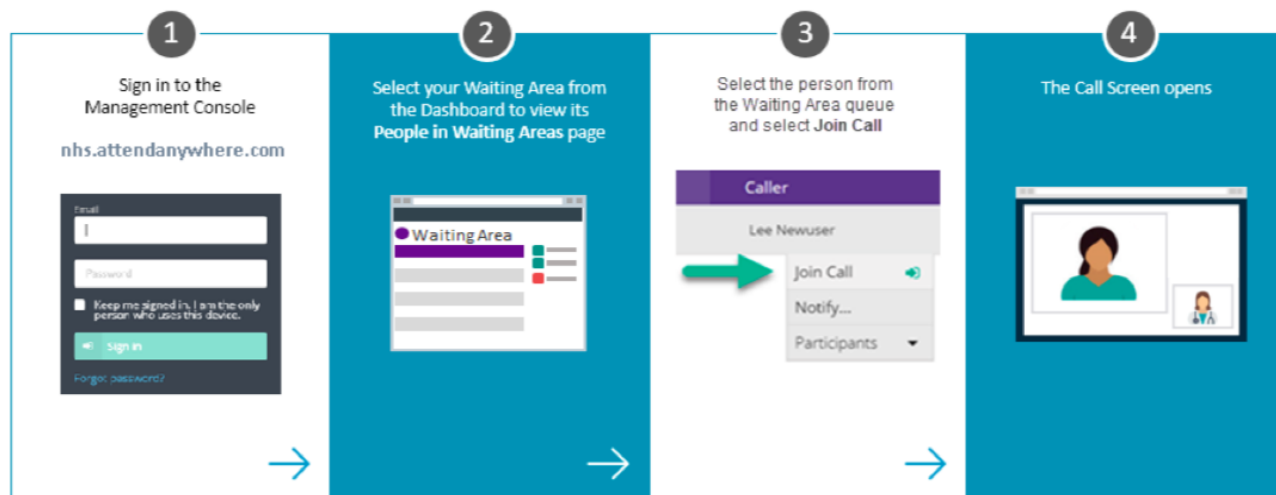 1
Sign in to the
Management Console
nhs.attendanywhere.com
Email
Password
Keep me signed in. I am the only
person who uses this device.
Sign in
Forgot password?
2
Select your Waiting Area from
the Dashboard to view its
People in Waiting Areas page
Waiting Area
3
Select the person from
the Waiting Area queue
and select Join Call
Caller
Lee Newuser
Join Call
Notify...
Participants
4
The Call Screen opens